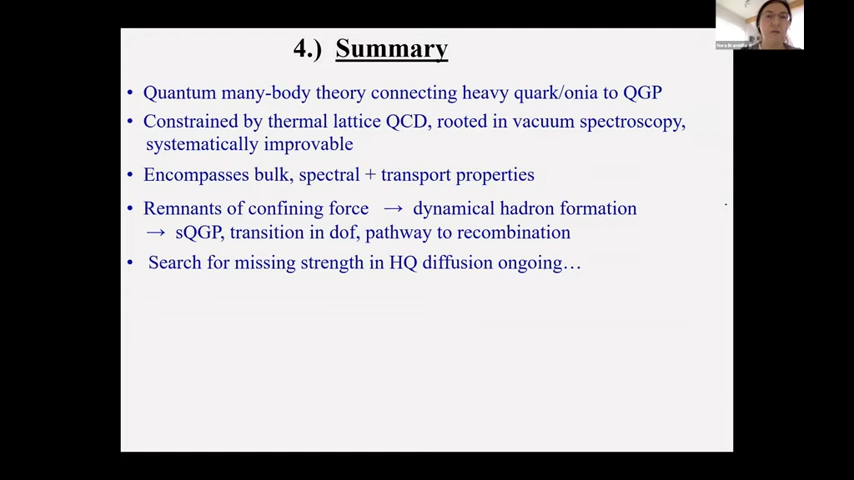 4.) Summary
• Quantum many-body theory connecting heavy quark/onia to QGP
• Constrained by thermal lattice QCD, rooted in vacuum spectroscopy,
systematically improvable
• Encompasses bulk, spectral + transport properties
• Remnants of confining force → dynamical hadron formation
→ sQGP, transition in dof, pathway to recombination
• Search for missing strength in HQ diffusion ongoing…